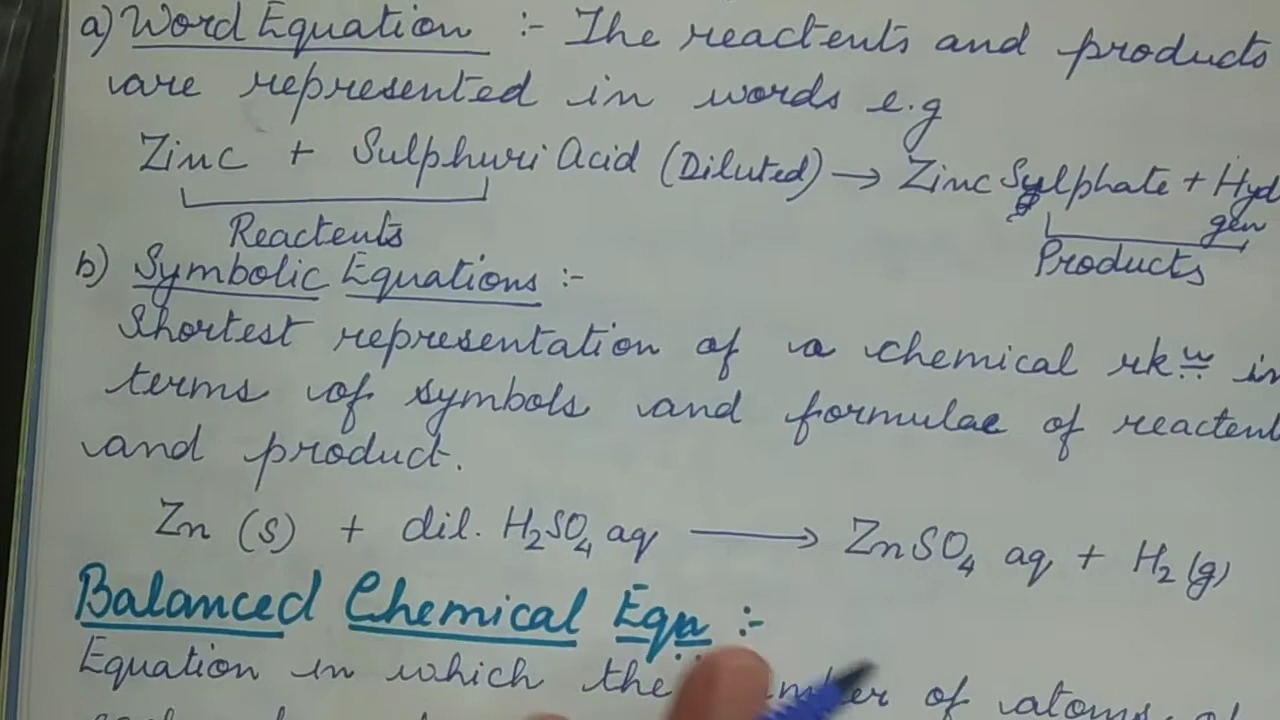 a) Word Equation :- The reactents and products
are represented in words e.g
Zinc + Sulphuri Acid (Diluted) → Zinc Sulphate + Hyd
gen
Reactents
Products
b) Symbolic Equations :-
Shortest representation of a chemical rkn in
terms of symbols and formulae of reactent
and product.
Zn (s) + dil. H₂SO₄ aq → ZnSO₄ aq + H₂ (g)
Balanced Chemical Eqn :-
Equation in which the of atoms